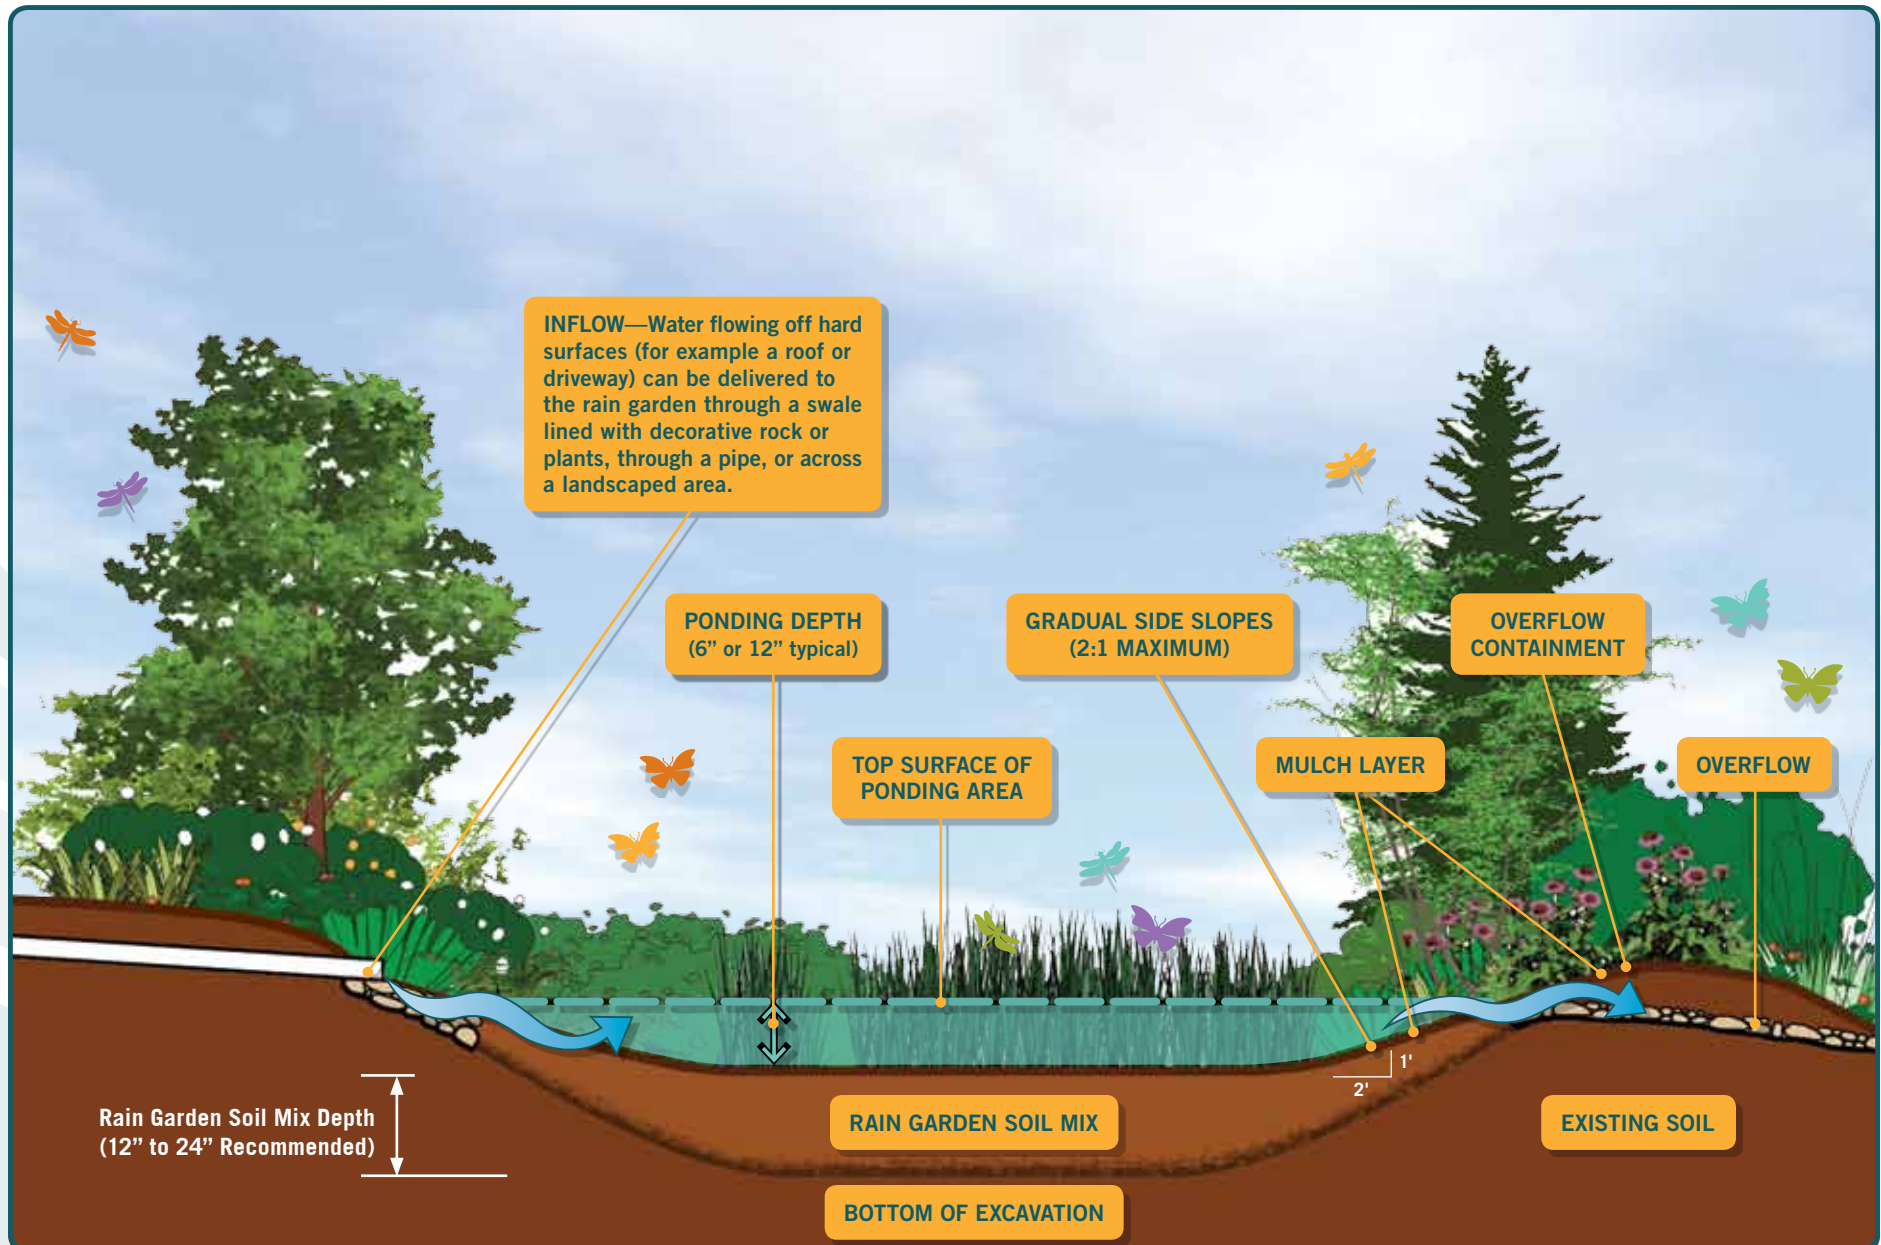 INFLOW—Water flowing off hard
surfaces (for example a roof or
driveway) can be delivered to
the rain garden through a swale
lined with decorative rock or
plants, through a pipe, or across
a landscaped area.
PONDING DEPTH
(6” or 12” typical)
GRADUAL SIDE SLOPES
(2:1 MAXIMUM)
OVERFLOW
CONTAINMENT
TOP SURFACE OF
PONDING AREA
MULCH LAYER
OVERFLOW
1'
2'
Rain Garden Soil Mix Depth
(12” to 24” Recommended)
RAIN GARDEN SOIL MIX
EXISTING SOIL
BOTTOM OF EXCAVATION